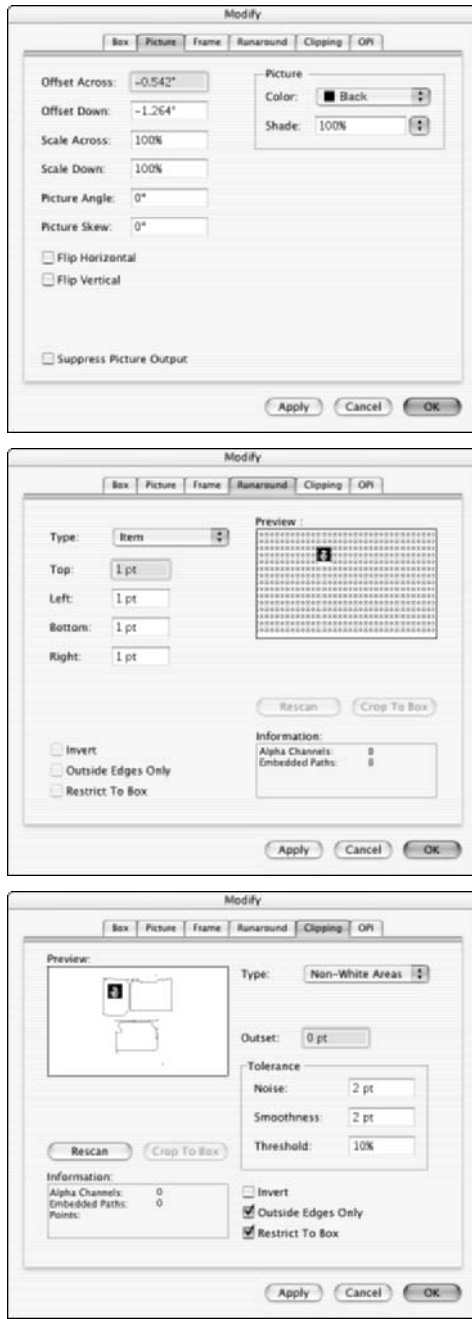 Modify
Box Picture Frame Runaround Clipping OPI
Offset Across: -0.542"
Offset Down: -1.264"
Scale Across: 100%
Scale Down: 100%
Picture Angle: 0°
Picture Skew: 0°
Flip Horizontal
Flip Vertical
Suppress Picture Output
Picture
Color: Back
Shade: 100%
Apply Cancel OK
Modify
Box Picture Frame Runaround Clipping OPI
Type: Item
Top: 1 pt
Left: 1 pt
Bottom: 1 pt
Right: 1 pt
Invert
Outside Edges Only
Restrict To Box
Preview :
Rescan Crop To Box
Information:
Alpha Channels: 0
Embedded Paths: 0
Apply Cancel OK
Modify
Box Picture Frame Runaround Clipping OPI
Preview:
Rescan Crop To Box
Information:
Alpha Channels: 0
Embedded Paths: 0
Points:
Type: Non-White Areas
Outset: 0 pt
Tolerance
Noise: 2 pt
Smoothness: 2 pt
Threshold: 10%
Invert
Outside Edges Only
Restrict To Box
Apply Cancel OK